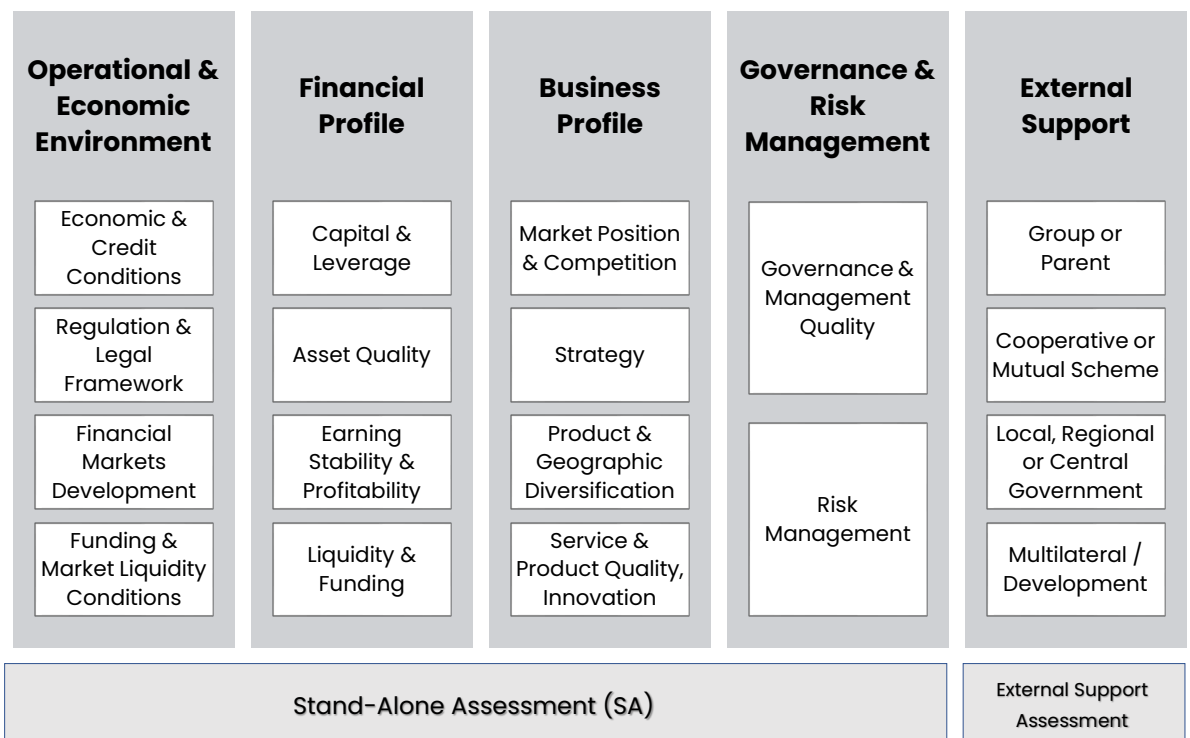 Operational &
Economic
Environment
Economic &
Credit
Conditions
Regulation &
Legal
Framework
Financial
Markets
Development
Funding &
Market Liquidity
Conditions
Financial
Profile
Capital &
Leverage
Asset Quality
Earning
Stability &
Profitability
Liquidity &
Funding
Business
Profile
Market Position
& Competition
Strategy
Product &
Geographic
Diversification
Service &
Product Quality,
Innovation
Governance &
Risk
Management
Governance &
Management
Quality
Risk
Management
External
Support
Group or
Parent
Cooperative or
Mutual Scheme
Local, Regional
or Central
Government
Multilateral /
Development
Stand-Alone Assessment (SA)
External Support
Assessment